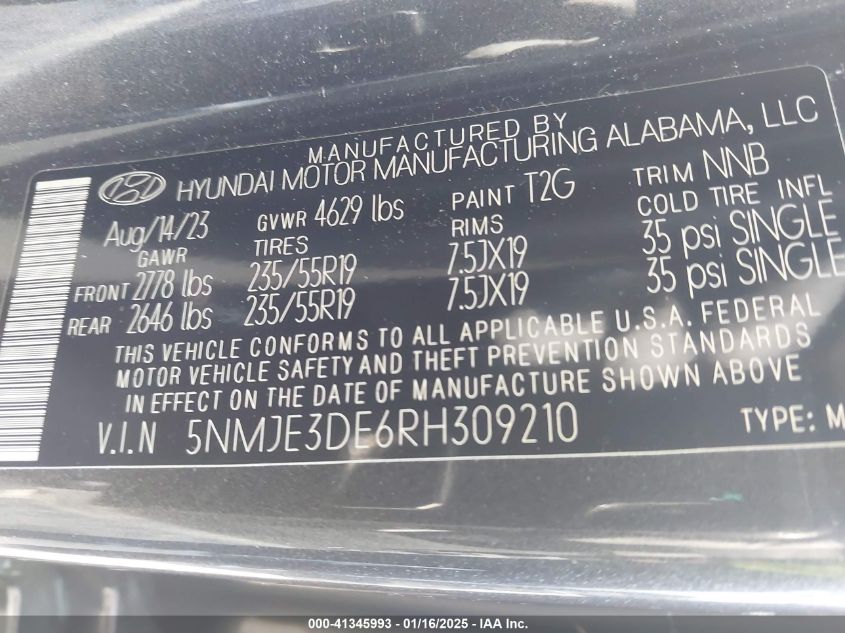 MANUFACTURED BY
HYUNDAI MOTOR MANUFACTURING ALABAMA, LLC
Aug/14/23 GVWR 4629 lbs PAINT T2G TRIM NNB
GAWR TIRES RIMS COLD TIRE INFL
FRONT 2778 lbs 235/55R19 7.5JX19 35 psi SINGLE
REAR 2646 lbs 235/55R19 7.5JX19 35 psi SINGLE
THIS VEHICLE CONFORMS TO ALL APPLICABLE U.S.A. FEDERAL
MOTOR VEHICLE SAFETY AND THEFT PREVENTION STANDARDS
IN EFFECT ON THE DATE OF MANUFACTURE SHOWN ABOVE
V.I.N 5NMJE3DE6RH309210 TYPE: M
000-41345993 - 01/16/2025 - IAA Inc.